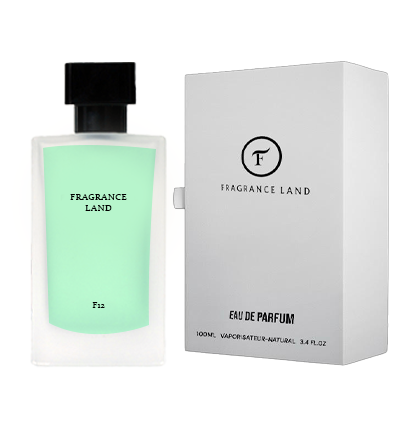 FRAGRANCE
LAND
F12
F
FRAGRANCE LAND
EAU DE PARFUM
100ML VAPORISATEUR-NATURAL 3.4 FL.OZ